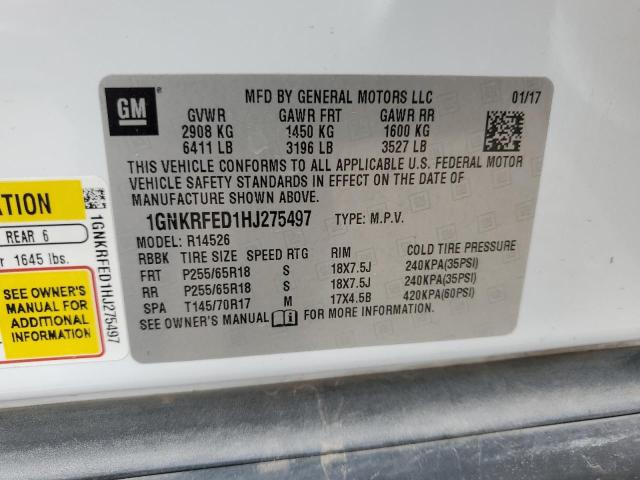 GM
MFD BY GENERAL MOTORS LLC 01/17
GVWR GAWR FRT GAWR RR
2908 KG 1450 KG 1600 KG
6411 LB 3196 LB 3527 LB
THIS VEHICLE CONFORMS TO ALL APPLICABLE U.S. FEDERAL MOTOR
VEHICLE SAFETY STANDARDS IN EFFECT ON THE DATE OF
MANUFACTURE SHOWN ABOVE.
1GNKRFED1HJ275497 TYPE: M.P.V.
MODEL: R14526
RBBK TIRE SIZE SPEED RTG RIM COLD TIRE PRESSURE
FRT P255/65R18 S 18X7.5J 240KPA(35PSI)
RR P255/65R18 S 18X7.5J 240KPA(35PSI)
SPA T145/70R17 M 17X4.5B 420KPA(60PSI)
SEE OWNER'S MANUAL FOR MORE INFORMATION
ATION
REAR 6
1645 lbs.
SEE OWNER'S
MANUAL FOR
ADDITIONAL
INFORMATION
1GNKRFED1HJ275497